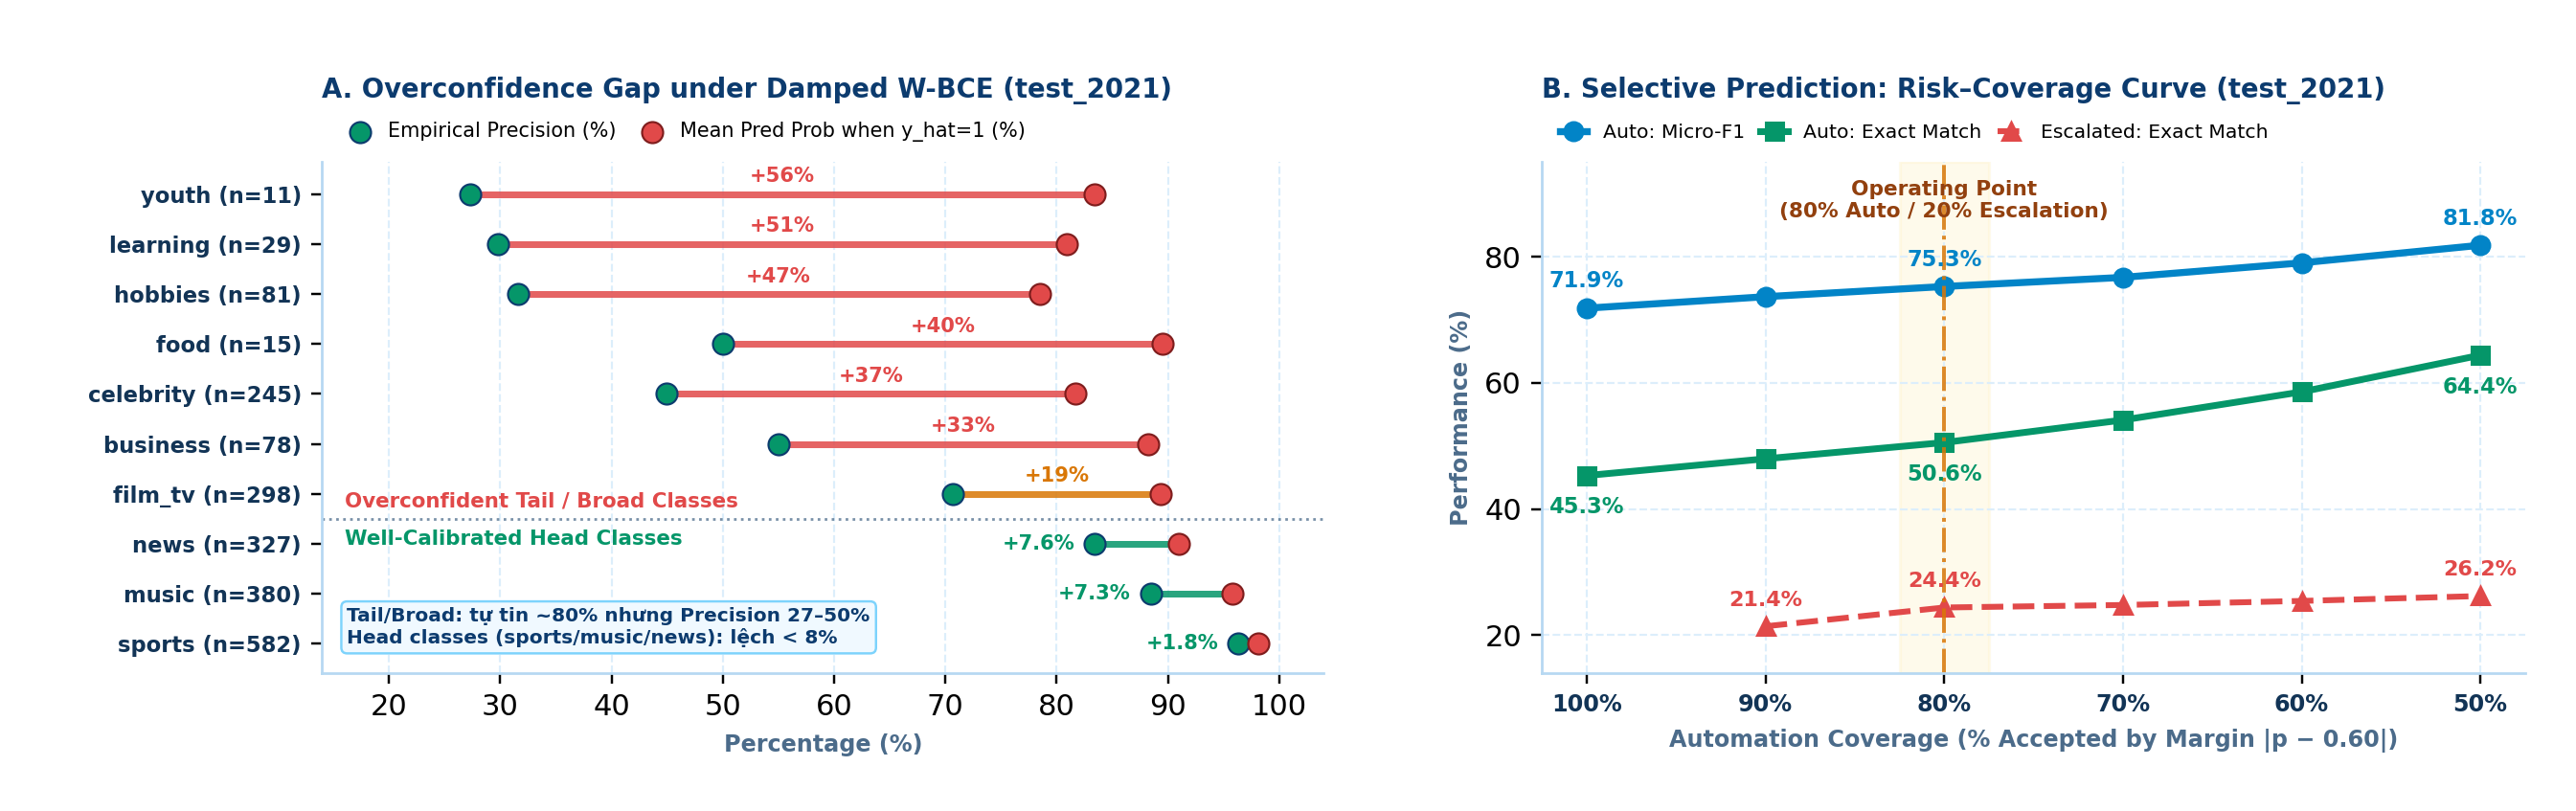 A. Overconfidence Gap under Damped W-BCE (test_2021)
Empirical Precision (%)
Mean Pred Prob when y_hat=1 (%)
youth (n=11)
+56%
learning (n=29)
+51%
hobbies (n=81)
+47%
food (n=15)
+40%
celebrity (n=245)
+37%
business (n=78)
+33%
film_tv (n=298)
+19%
Overconfident Tail / Broad Classes
Well-Calibrated Head Classes
news (n=327)
+7.6%
music (n=380)
+7.3%
sports (n=582)
+1.8%
Tail/Broad: tự tin ~80% nhưng Precision 27–50%
Head classes (sports/music/news): lệch < 8%
20 30 40 50 60 70 80 90 100
Percentage (%)
B. Selective Prediction: Risk–Coverage Curve (test_2021)
Auto: Micro-F1
Auto: Exact Match
Escalated: Exact Match
Operating Point
(80% Auto / 20% Escalation)
Performance (%)
80
60
40
20
71.9%
75.3%
81.8%
45.3%
50.6%
64.4%
21.4%
24.4%
26.2%
100% 90% 80% 70% 60% 50%
Automation Coverage (% Accepted by Margin |p − 0.60|)